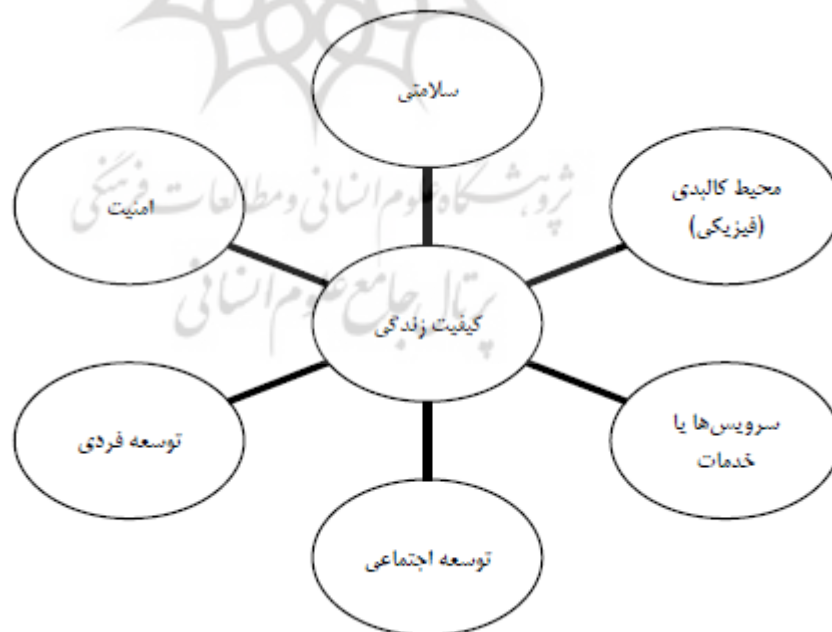 سلامتی
محیط کالبدی
(فیزیکی)
سرویس‌ها یا
خدمات
توسعه اجتماعی
توسعه فردی
امنیت
کیفیت زندگی
پژوهشگاه علوم انسانی و مطالعات فرهنگی
پرتال جامع علوم انسانی